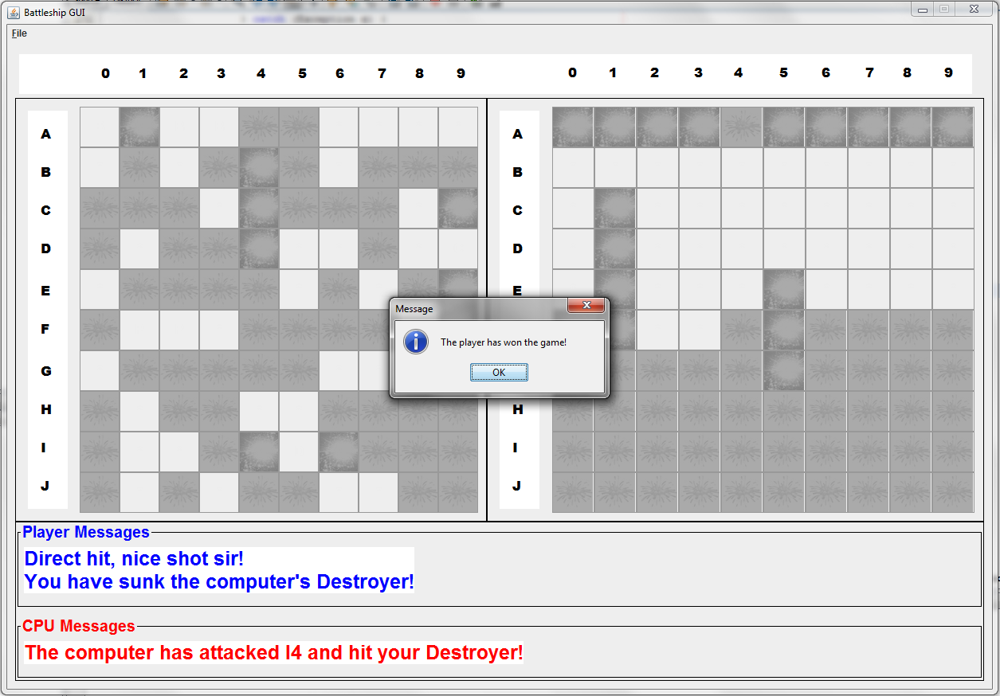 Battleship GUI
File
0 1 2 3 4 5 6 7 8 9
0 1 2 3 4 5 6 7 8 9
A
B
C
D
E
F
G
H
I
J
A
B
C
D
E
H
I
J
Message
The player has won the game!
OK
Player Messages
Direct hit, nice shot sir!
You have sunk the computer's Destroyer!
CPU Messages
The computer has attacked I4 and hit your Destroyer!